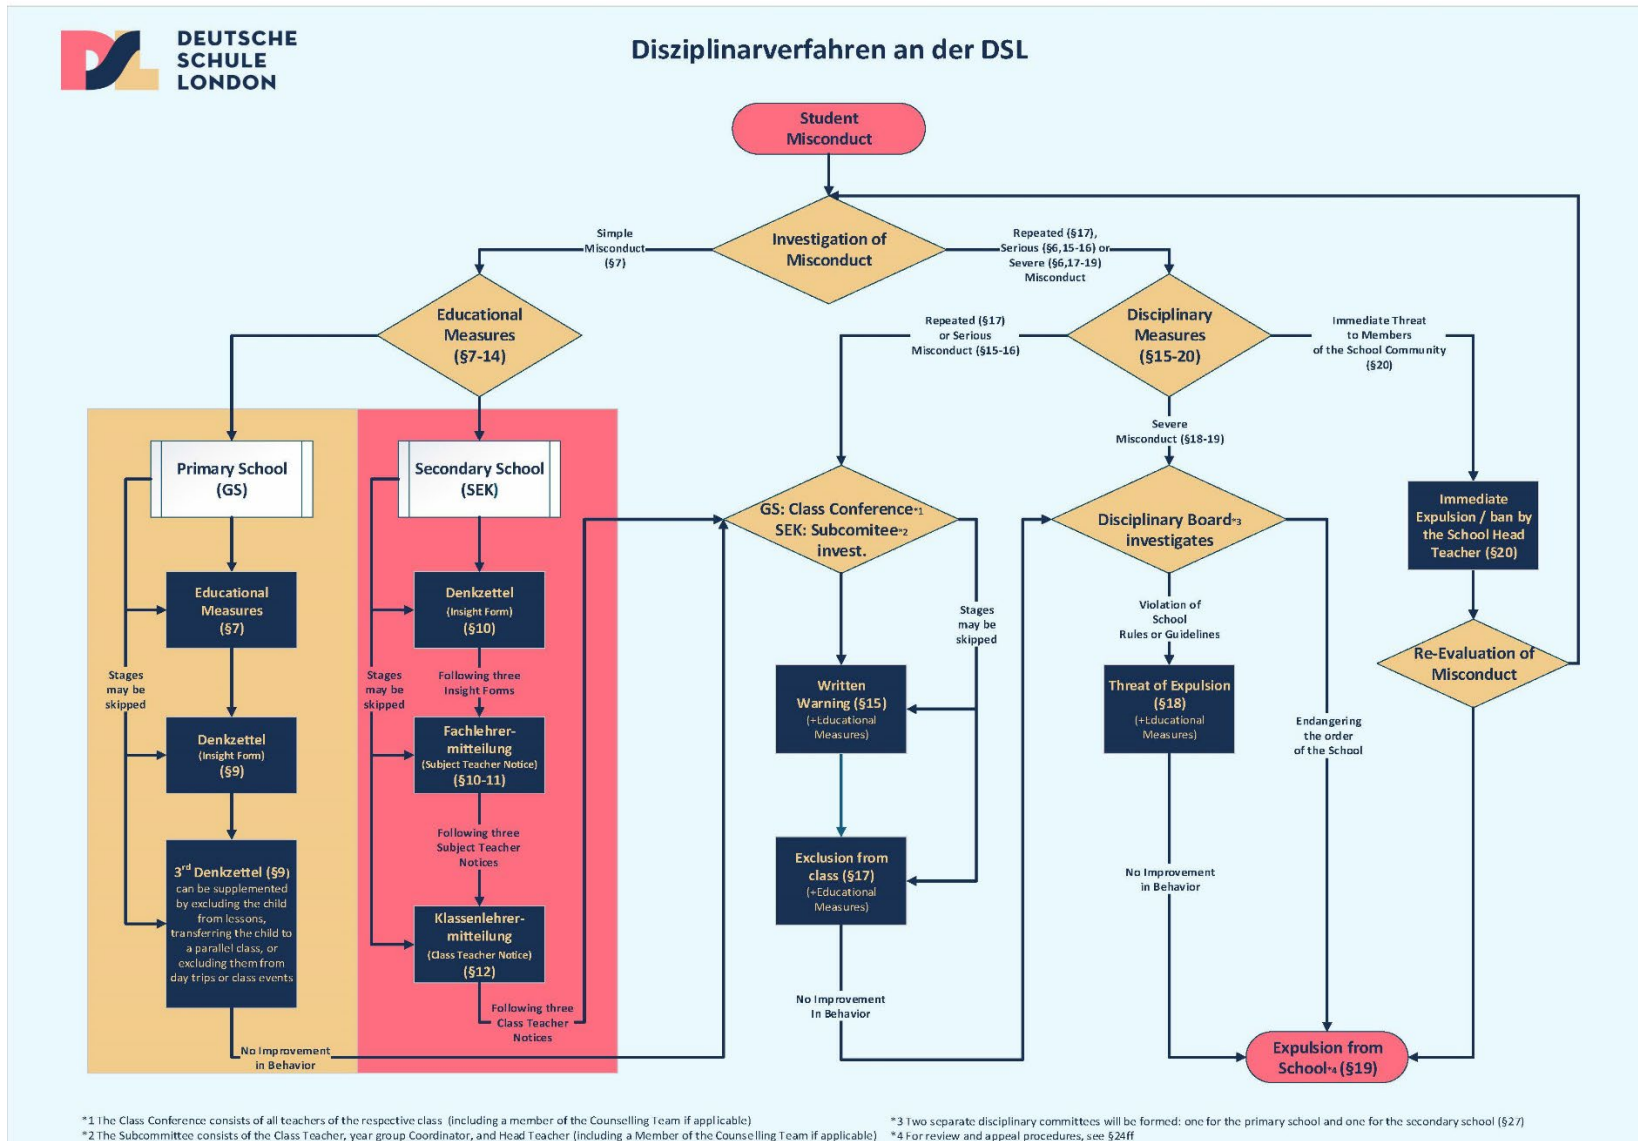 DEUTSCHE
SCHULE
LONDON
Disziplinarverfahren an der DSL
Student
Misconduct
Investigation of
Misconduct
Simple
Misconduct
(§7)
Repeated (§17),
Serious (§6,15-16) or
Severe (§6,17-19)
Misconduct
Educational
Measures
(§7-14)
Disciplinary
Measures
(§15-20)
Repeated (§17)
or Serious
Misconduct (§15-16)
Immediate Threat
to Members
of the School Community
(§20)
Severe
Misconduct (§18-19)
Primary School
(GS)
Stages
may be
skipped
Educational
Measures
(§7)
Denkzettel
(Insight Form)
(§9)
3rd Denkzettel (§9)
can be supplemented
by excluding the child
from lessons,
transferring the child to
a parallel class, or
excluding them from
day trips or class events
No Improvement
in Behavior
Secondary School
(SEK)
Stages
may be
skipped
Denkzettel
(Insight Form)
(§10)
Following three
Insight Forms
Fachlehrer-
mitteilung
(Subject Teacher Notice)
(§10-11)
Following three
Subject Teacher
Notices
Klassenlehrer-
mitteilung
(Class Teacher Notice)
(§12)
Following three
Class Teacher
Notices
GS: Class Conference*1
SEK: Subcomitee*2
invest.
Stages
may be
skipped
Written
Warning (§15)
(+Educational
Measures)
Exclusion from
class (§17)
(+Educational
Measures)
No Improvement
In Behavior
Disciplinary Board*3
investigates
Violation of
School
Rules or Guidelines
Threat of Expulsion
(§18)
(+Educational
Measures)
No Improvement
in Behavior
Endangering
the order
of the School
Immediate
Expulsion / ban by
the School Head
Teacher (§20)
Re-Evaluation of
Misconduct
Expulsion from
School*4 (§19)
*1 The Class Conference consists of all teachers of the respective class (including a member of the Counselling Team if applicable)
*2 The Subcommittee consists of the Class Teacher, year group Coordinator, and Head Teacher (including a Member of the Counselling Team if applicable)
*3 Two separate disciplinary committees will be formed: one for the primary school and one for the secondary school (§27)
*4 For review and appeal procedures, see §24ff